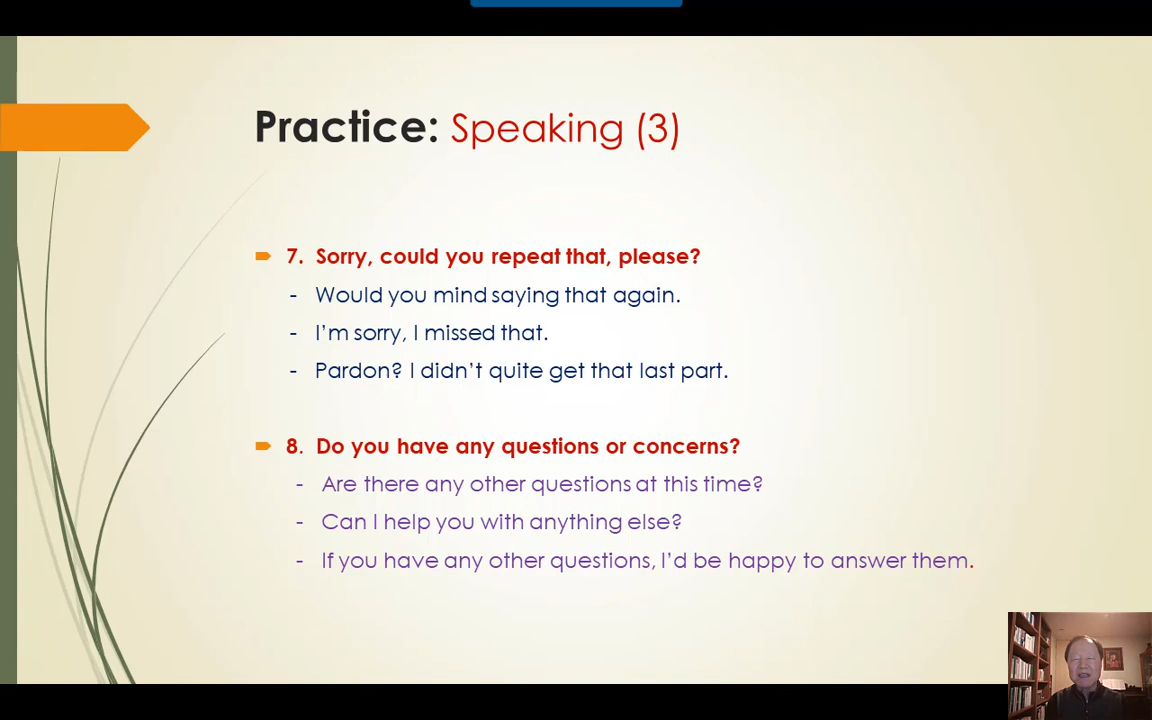 Practice: Speaking (3)
7. Sorry, could you repeat that, please?
- Would you mind saying that again.
- I’m sorry, I missed that.
- Pardon? I didn’t quite get that last part.
8. Do you have any questions or concerns?
- Are there any other questions at this time?
- Can I help you with anything else?
- If you have any other questions, I’d be happy to answer them.